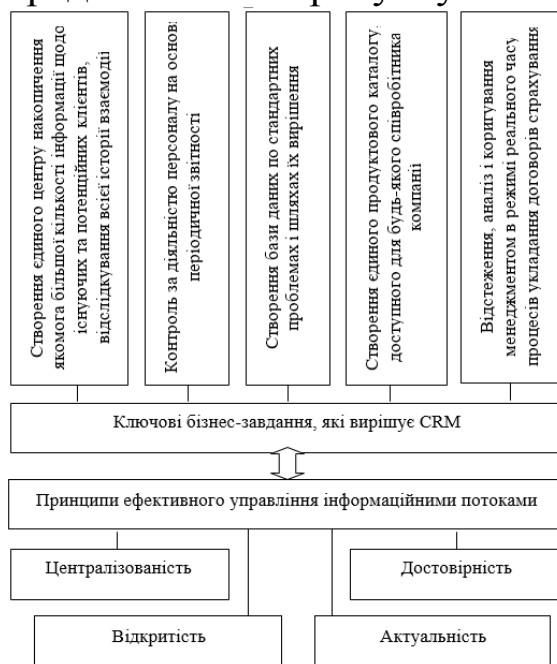 Створення єдиного центру накопичення
якомога більшої кількості інформації щодо
існуючих та потенційних клієнтів,
відслідкування всієї історії взаємодії
Контроль за діяльністю персоналу на основі
періодичної звітності
Створення бази даних по стандартних
проблемах і шляхах їх вирішення
Створення єдиного продуктового каталогу,
доступного для будь-якого співробітника
компанії
Відстеження, аналіз і коригування
менеджментом в режимі реального часу
процесів укладання договорів страхування
Ключові бізнес-завдання, які вирішує CRM
Принципи ефективного управління інформаційними потоками
Централізованість
Достовірність
Відкритість
Актуальність